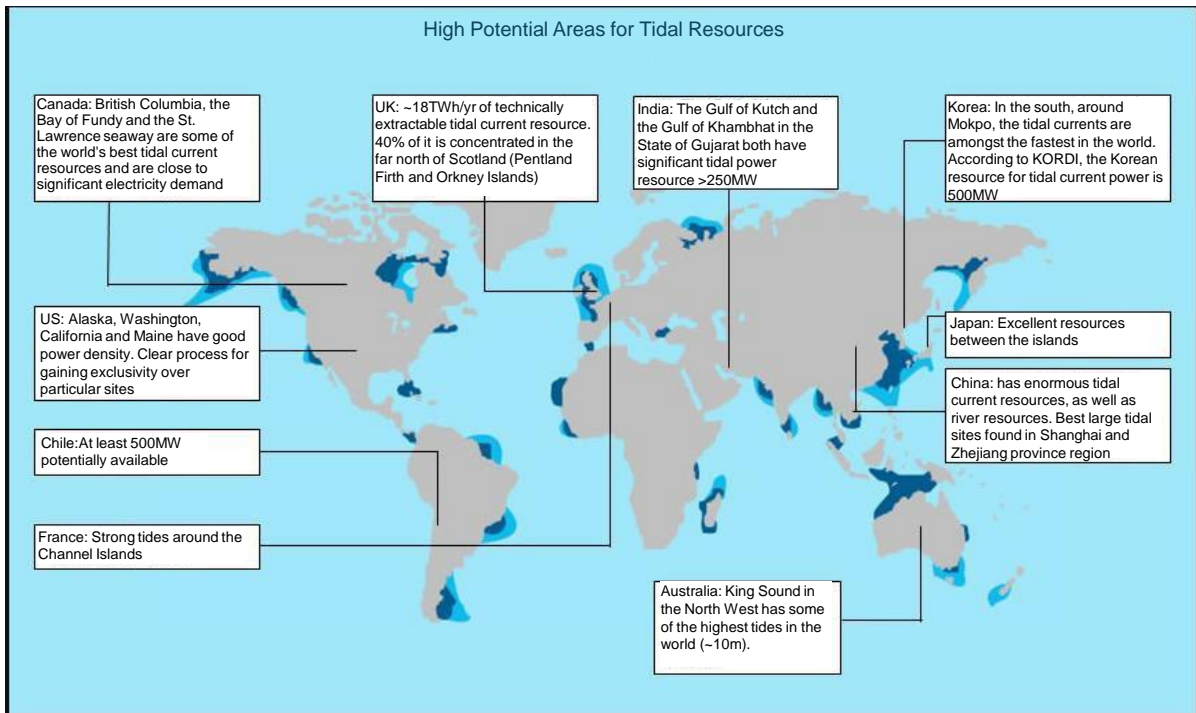 High Potential Areas for Tidal Resources
Canada: British Columbia, the
Bay of Fundy and the St.
Lawrence seaway are some of
the world's best tidal current
resources and are close to
significant electricity demand
UK: ~18TWh/yr of technically
extractable tidal current resource.
40% of it is concentrated in the
far north of Scotland (Pentland
Firth and Orkney Islands)
India: The Gulf of Kutch and
the Gulf of Khambhat in the
State of Gujarat both have
significant tidal power
resource >250MW
Korea: In the south, around
Mokpo, the tidal currents are
amongst the fastest in the world.
According to KORDI, the Korean
resource for tidal current power is
500MW
US: Alaska, Washington,
California and Maine have good
power density. Clear process for
gaining exclusivity over
particular sites
Japan: Excellent resources
between the islands
China: has enormous tidal
current resources, as well as
river resources. Best large tidal
sites found in Shanghai and
Zhejiang province region
Chile:At least 500MW
potentially available
France: Strong tides around the
Channel Islands
Australia: King Sound in
the North West has some
of the highest tides in the
world (~10m).